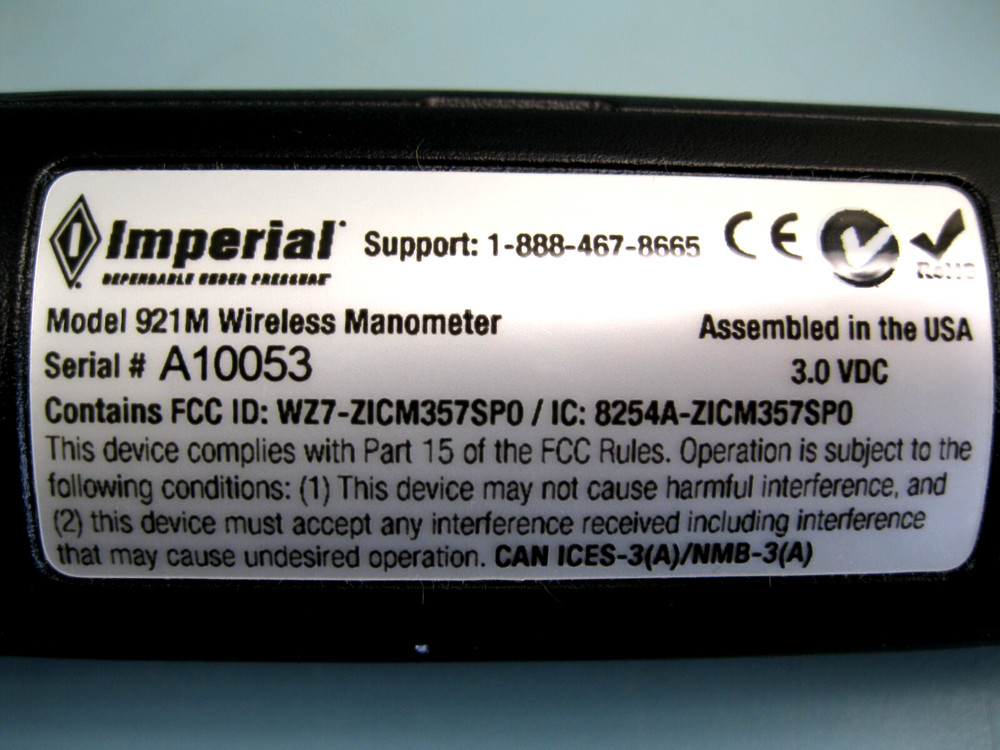 Imperial
DEPENDABLE UNDER PRESSURE
Support: 1-888-467-8665
CE
RoHS
Model 921M Wireless Manometer
Assembled in the USA
Serial # A10053
3.0 VDC
Contains FCC ID: WZ7-ZICM357SP0 / IC: 8254A-ZICM357SP0
This device complies with Part 15 of the FCC Rules. Operation is subject to the
following conditions: (1) This device may not cause harmful interference, and
(2) this device must accept any interference received including interference
that may cause undesired operation. CAN ICES-3(A)/NMB-3(A)